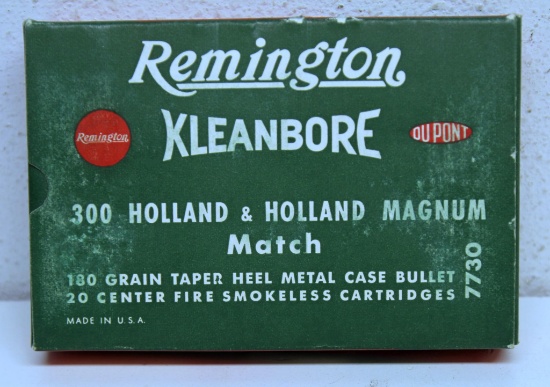 Remington
Remington
KLEANBORE
DU PONT
300 HOLLAND & HOLLAND MAGNUM
Match
180 GRAIN TAPER HEEL METAL CASE BULLET
20 CENTER FIRE SMOKELESS CARTRIDGES
7730
MADE IN U.S.A.